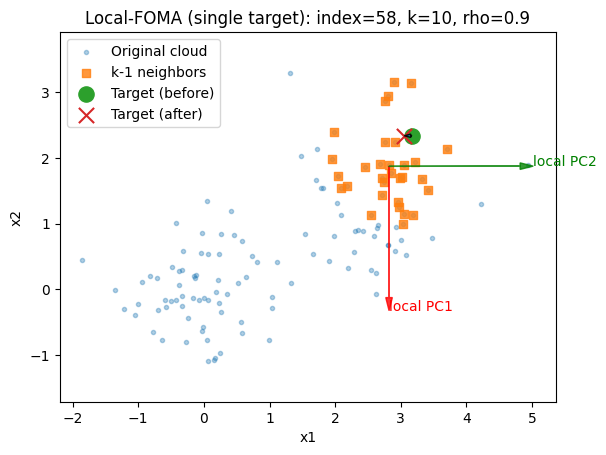 Local-FOMA (single target): index=58, k=10, rho=0.9
Original cloud
k-1 neighbors
Target (before)
Target (after)
local PC2
local PC1
x2
3
2
1
0
−1
−2
−1
0
1
2
3
4
5
x1